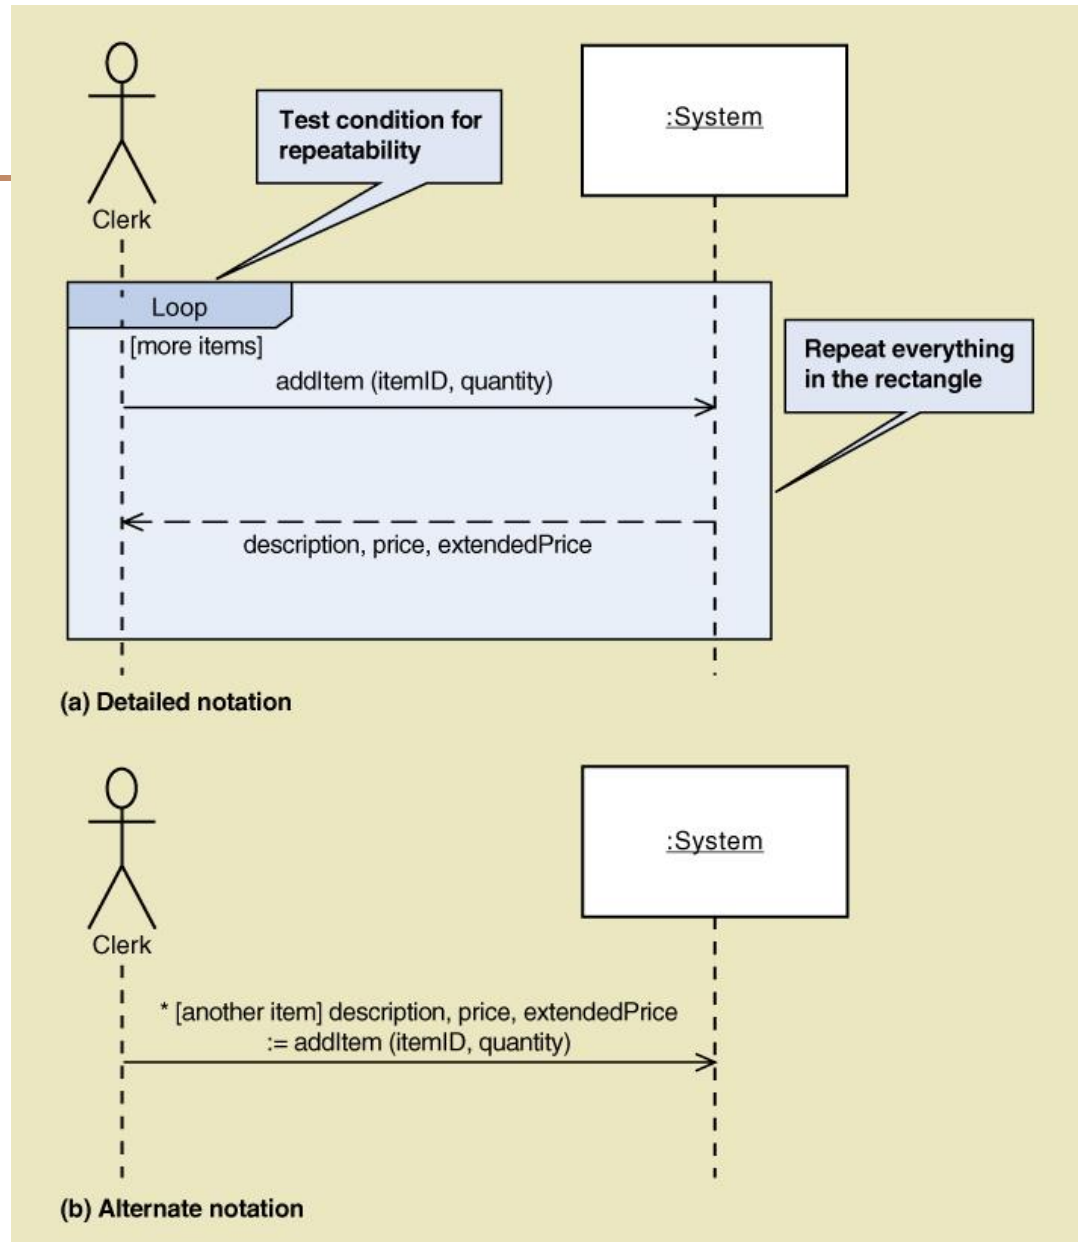 Test condition for
repeatability
:System
Clerk
Loop
[more items]
addItem (itemID, quantity)
Repeat everything
in the rectangle
description, price, extendedPrice
(a) Detailed notation
:System
Clerk
* [another item] description, price, extendedPrice
:= addItem (itemID, quantity)
(b) Alternate notation